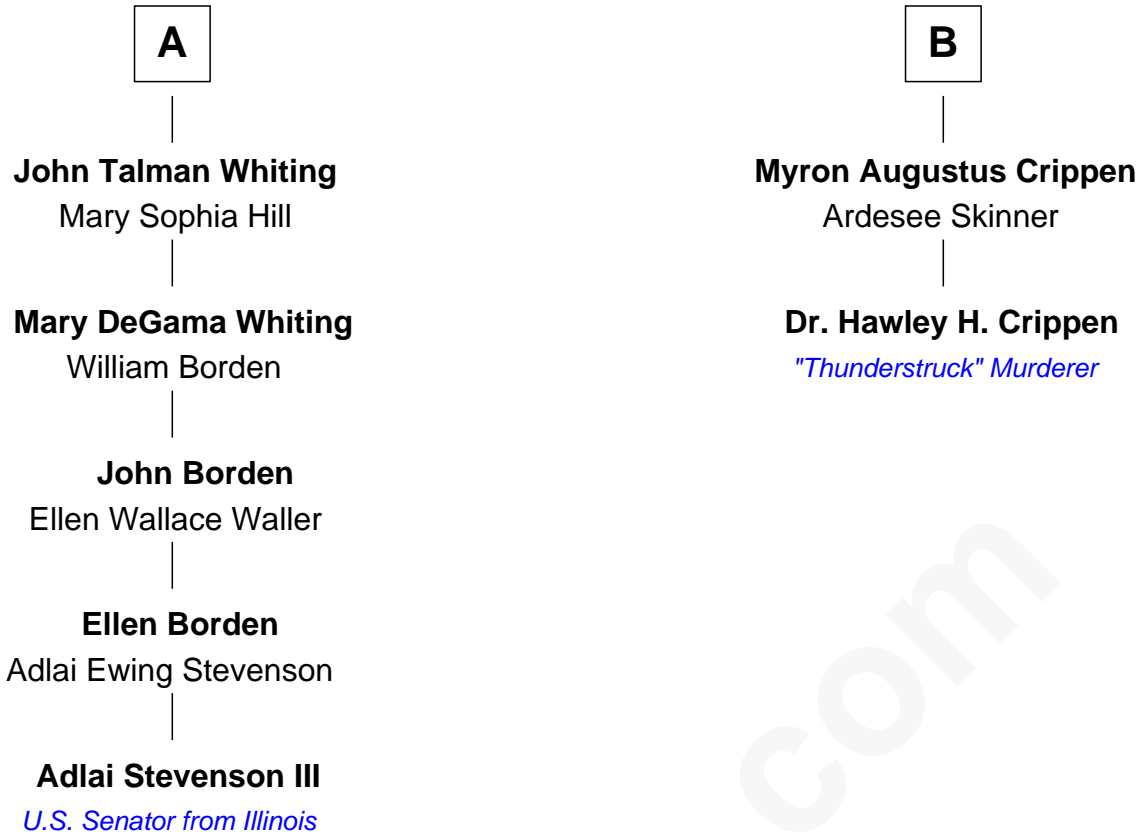 A
John Talman Whiting
Mary Sophia Hill
Mary DeGama Whiting
William Borden
John Borden
Ellen Wallace Waller
Ellen Borden
Adlai Ewing Stevenson
Adlai Stevenson III
U.S. Senator from Illinois
B
Myron Augustus Crippen
Ardesee Skinner
Dr. Hawley H. Crippen
"Thunderstruck" Murderer
com